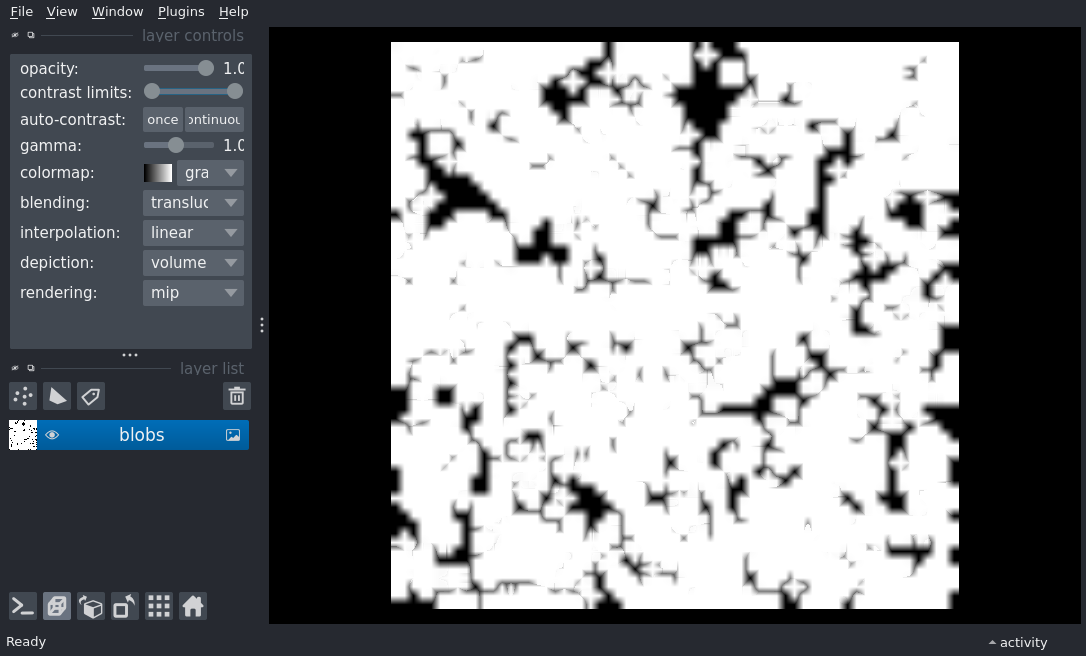 File View Window Plugins Help
layer controls
opacity: 1.0
contrast limits:
auto-contrast: once ontinuou
gamma: 1.0
colormap: gra
blending: transluc
interpolation: linear
depiction: volume
rendering: mip
layer list
blobs
Ready
activity